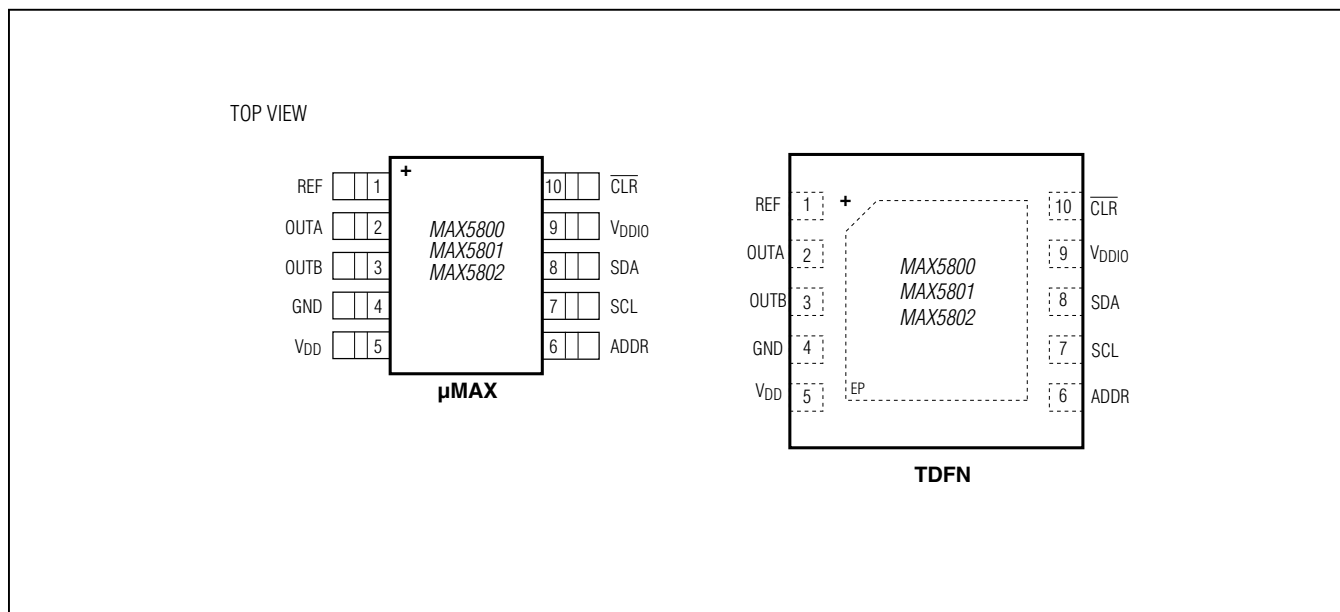 TOP VIEW
REF 1
OUTA 2
OUTB 3
GND 4
VDD 5
+
MAX5800
MAX5801
MAX5802
10 CLR
9 VDDIO
8 SDA
7 SCL
6 ADDR
µMAX
REF 1
OUTA 2
OUTB 3
GND 4
VDD 5
+
MAX5800
MAX5801
MAX5802
EP
10 CLR
9 VDDIO
8 SDA
7 SCL
6 ADDR
TDFN